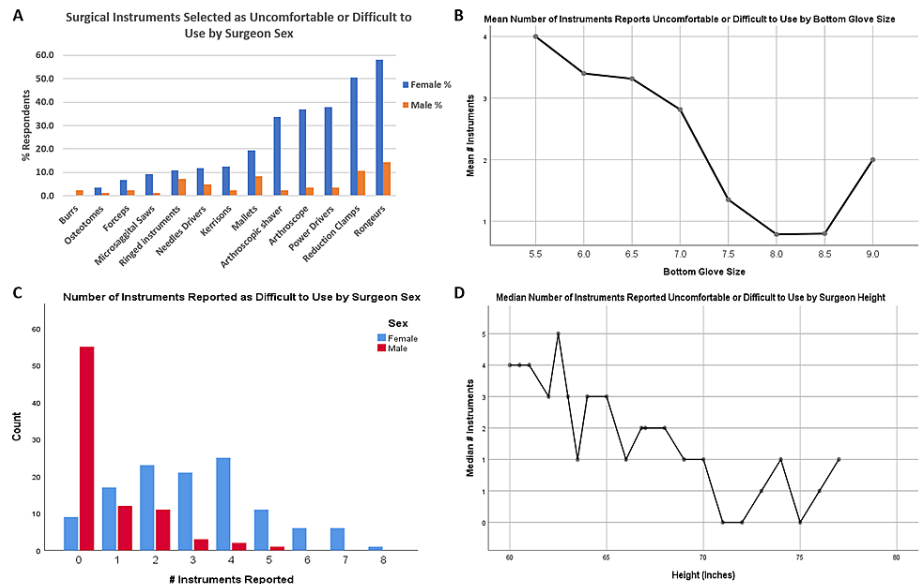 A
Surgical Instruments Selected as Uncomfortable or Difficult to
Use by Surgeon Sex
% Respondents
60.0
50.0
40.0
30.0
20.0
10.0
0.0
Burrs
Osteotomes
Forceps
Microsaggital Saws
Ringed instruments
Needles Drivers
Kerrisons
Mallets
Arthroscopic shaver
Arthroscope
Power Drivers
Reduction Clamps
Rongeurs
Female %
Male %
B
Mean Number of Instruments Reports Uncomfortable or Difficult to Use by Bottom Glove Size
Mean # Instruments
4
3
2
1
5.5 6.0 6.5 7.0 7.5 8.0 8.5 9.0
Bottom Glove Size
C
Number of Instruments Reported as Difficult to Use by Surgeon Sex
Sex
Female
Male
Count
60
50
40
30
20
10
0
0 1 2 3 4 5 6 7 8
# Instruments Reported
D
Median Number of Instruments Reported Uncomfortable or Difficult to Use by Surgeon Height
Median # Instruments
5
4
3
2
1
1
0
60 65 70 75 80
Height (Inches)